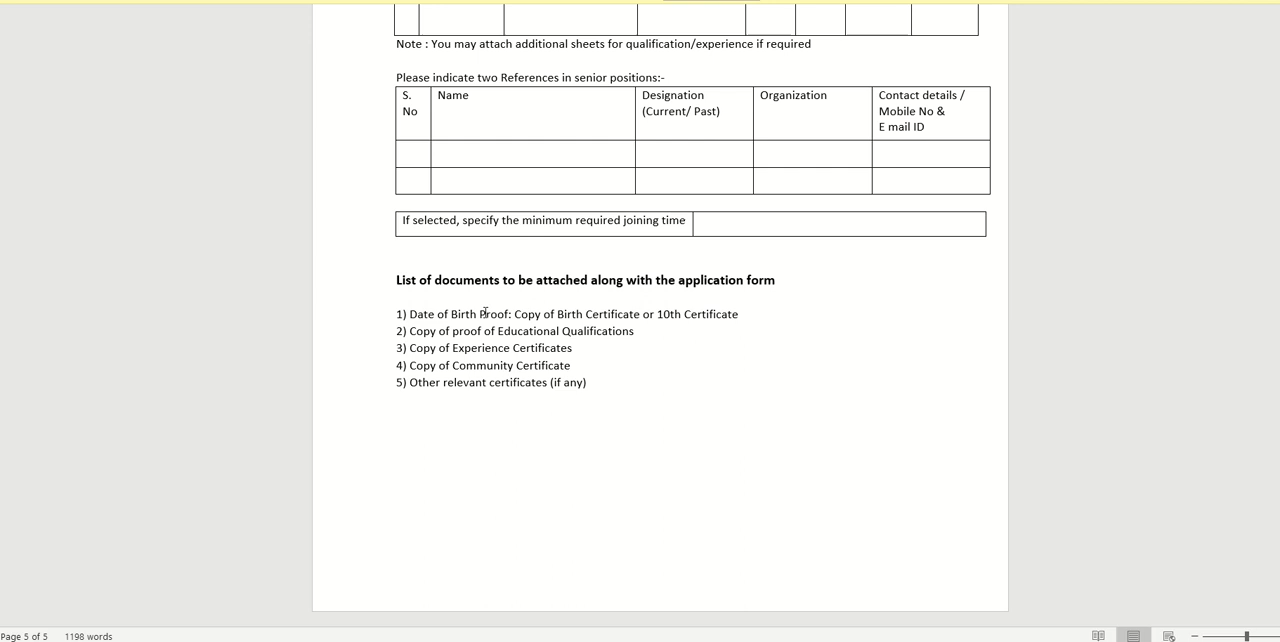 Note : You may attach additional sheets for qualification/experience if required
Please indicate two References in senior positions:-
S.
No
Name
Designation
(Current/ Past)
Organization
Contact details /
Mobile No &
E mail ID
If selected, specify the minimum required joining time
List of documents to be attached along with the application form
1) Date of Birth Proof: Copy of Birth Certificate or 10th Certificate
2) Copy of proof of Educational Qualifications
3) Copy of Experience Certificates
4) Copy of Community Certificate
5) Other relevant certificates (if any)
Page 5 of 5 1198 words